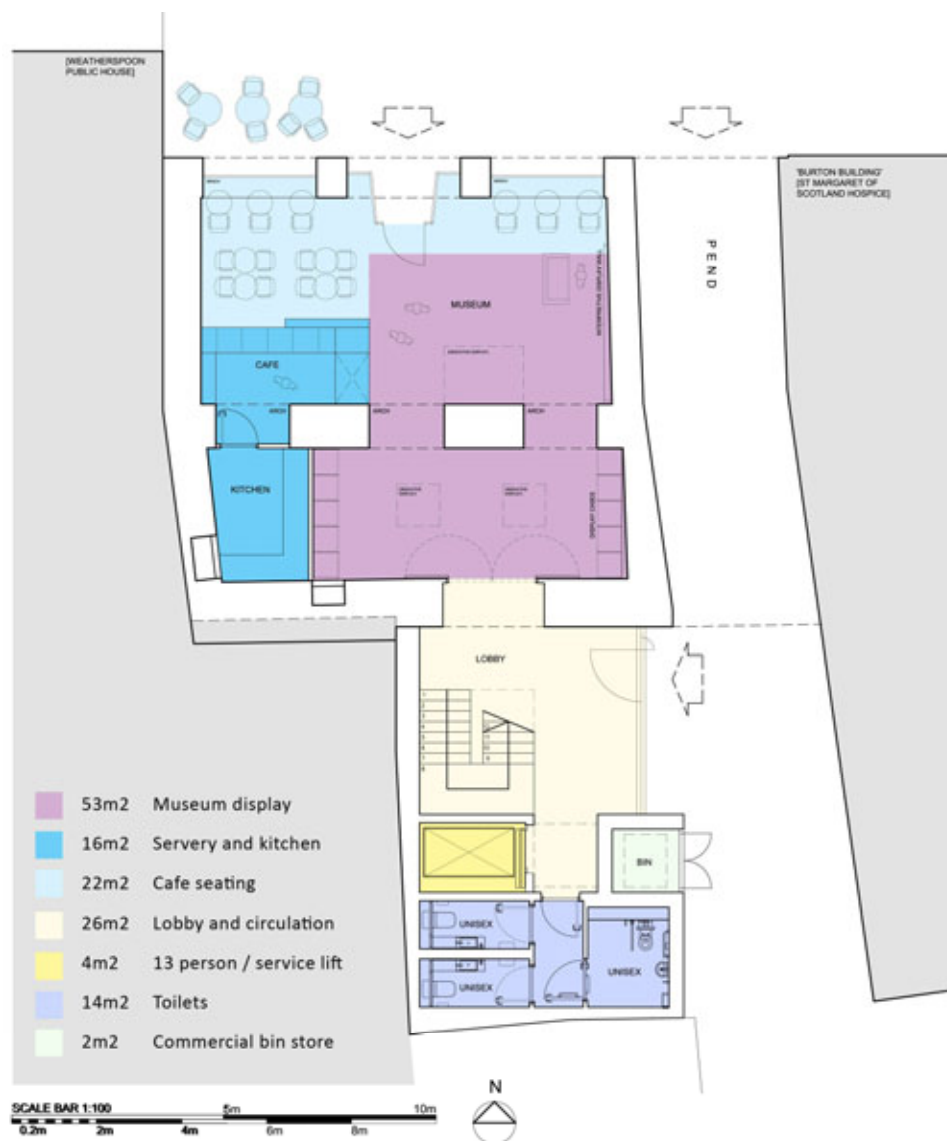 [WEATHERSPOON
PUBLIC HOUSE]
'BURTON BUILDING'
[ST MARGARET OF
SCOTLAND HOSPICE]
PEND
MUSEUM
CAFE
ARCH
ARCH
ARCH
KITCHEN
DISPLAY CASES
LOBBY
BIN
UNISEX
UNISEX
UNISEX
53m2 Museum display
16m2 Servery and kitchen
22m2 Cafe seating
26m2 Lobby and circulation
4m2 13 person / service lift
14m2 Toilets
2m2 Commercial bin store
N
SCALE BAR 1:100 5m 10m
0.2m 2m 4m 6m 8m